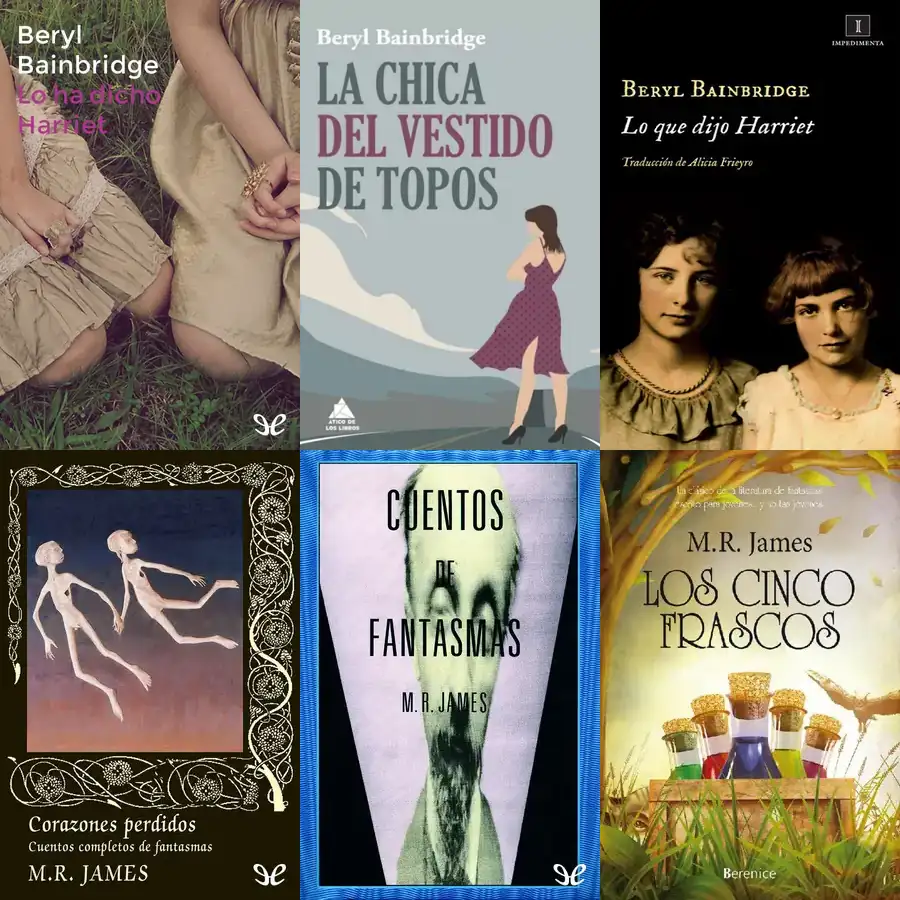 Beryl
Bainbridge
Lo ha dicho
Harriet
Beryl Bainbridge
LA CHICA
DEL VESTIDO
DE TOPOS
ÁTICO DE
LOS LIBROS
I
IMPEDIMENTA
BERYL BAINBRIDGE
Lo que dijo Harriet
Traducción de Alicia Frieyro
Corazones perdidos
Cuentos completos de fantasmas
M.R. JAMES
CUENTOS
DE
FANTASMAS
M.R. JAMES
Un clásico de la literatura de fantasmas
escrito para jóvenes... y no tan jóvenes.
M.R. James
LOS CINCO
FRASCOS
Berenice